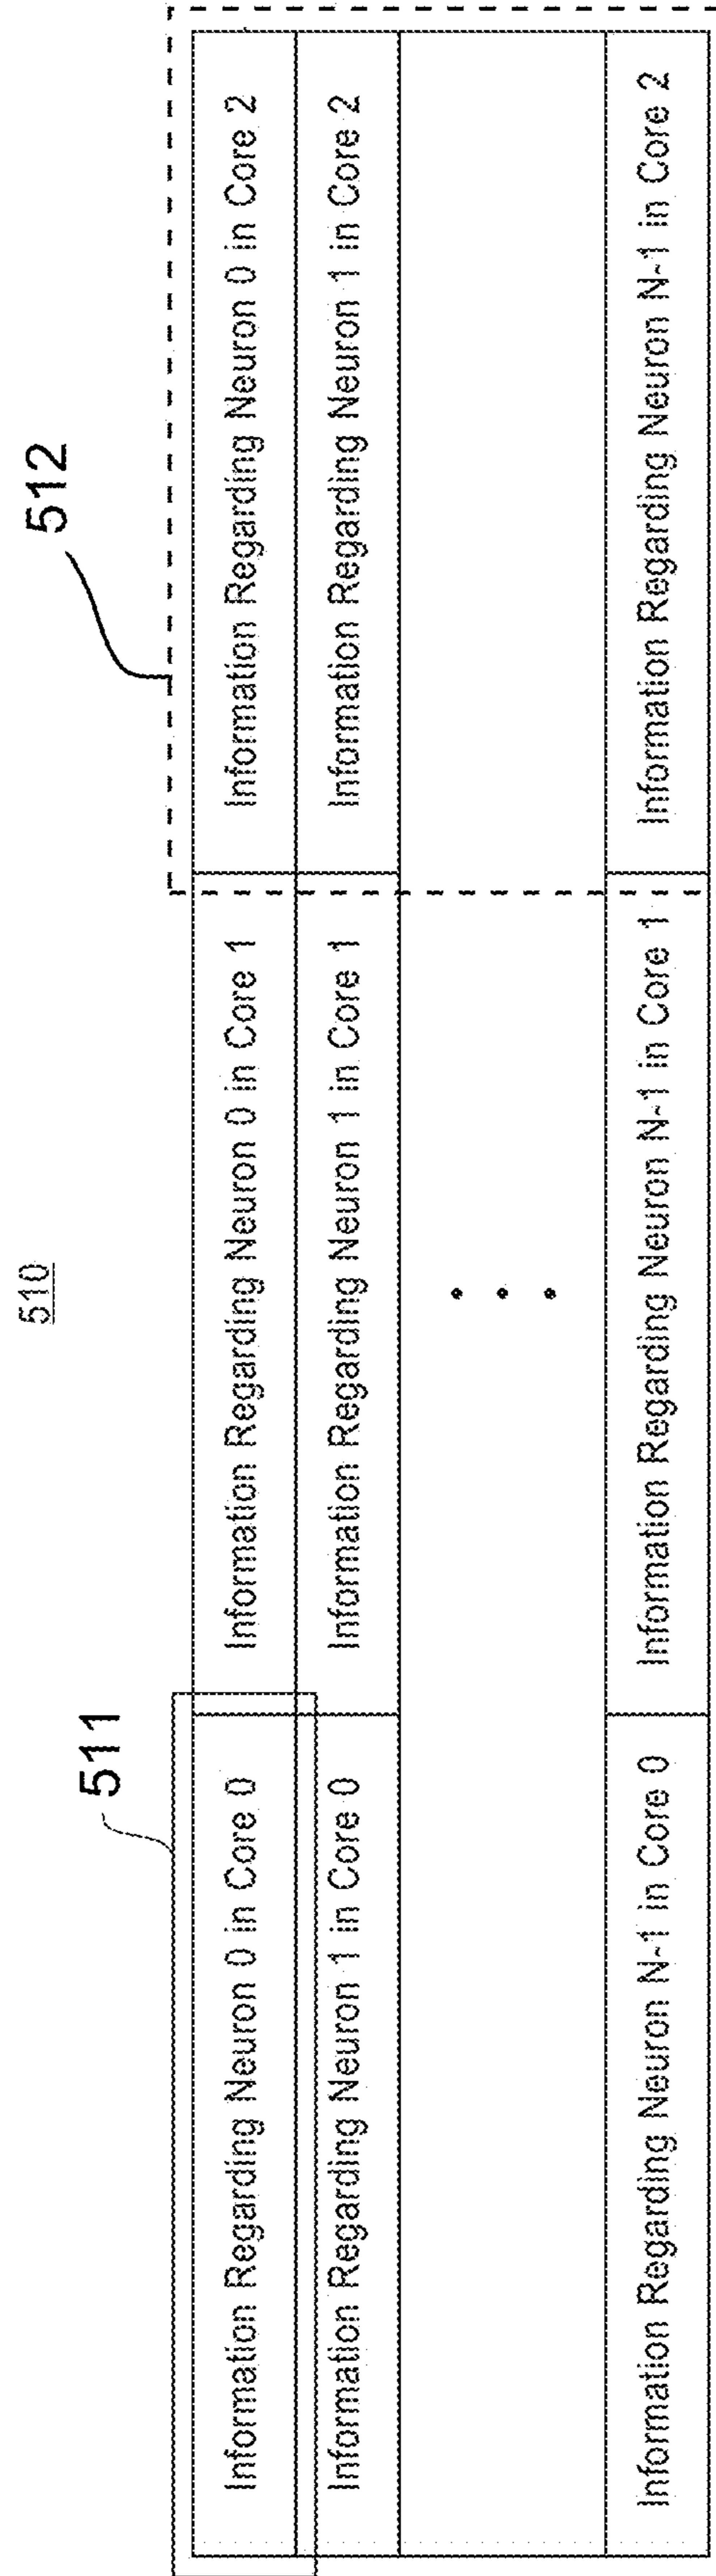 510
511
512
Information Regarding Neuron 0 in Core 0
Information Regarding Neuron 0 in Core 1
Information Regarding Neuron 0 in Core 2
Information Regarding Neuron 1 in Core 0
Information Regarding Neuron 1 in Core 1
Information Regarding Neuron 1 in Core 2
Information Regarding Neuron N-1 in Core 0
Information Regarding Neuron N-1 in Core 1
Information Regarding Neuron N-1 in Core 2